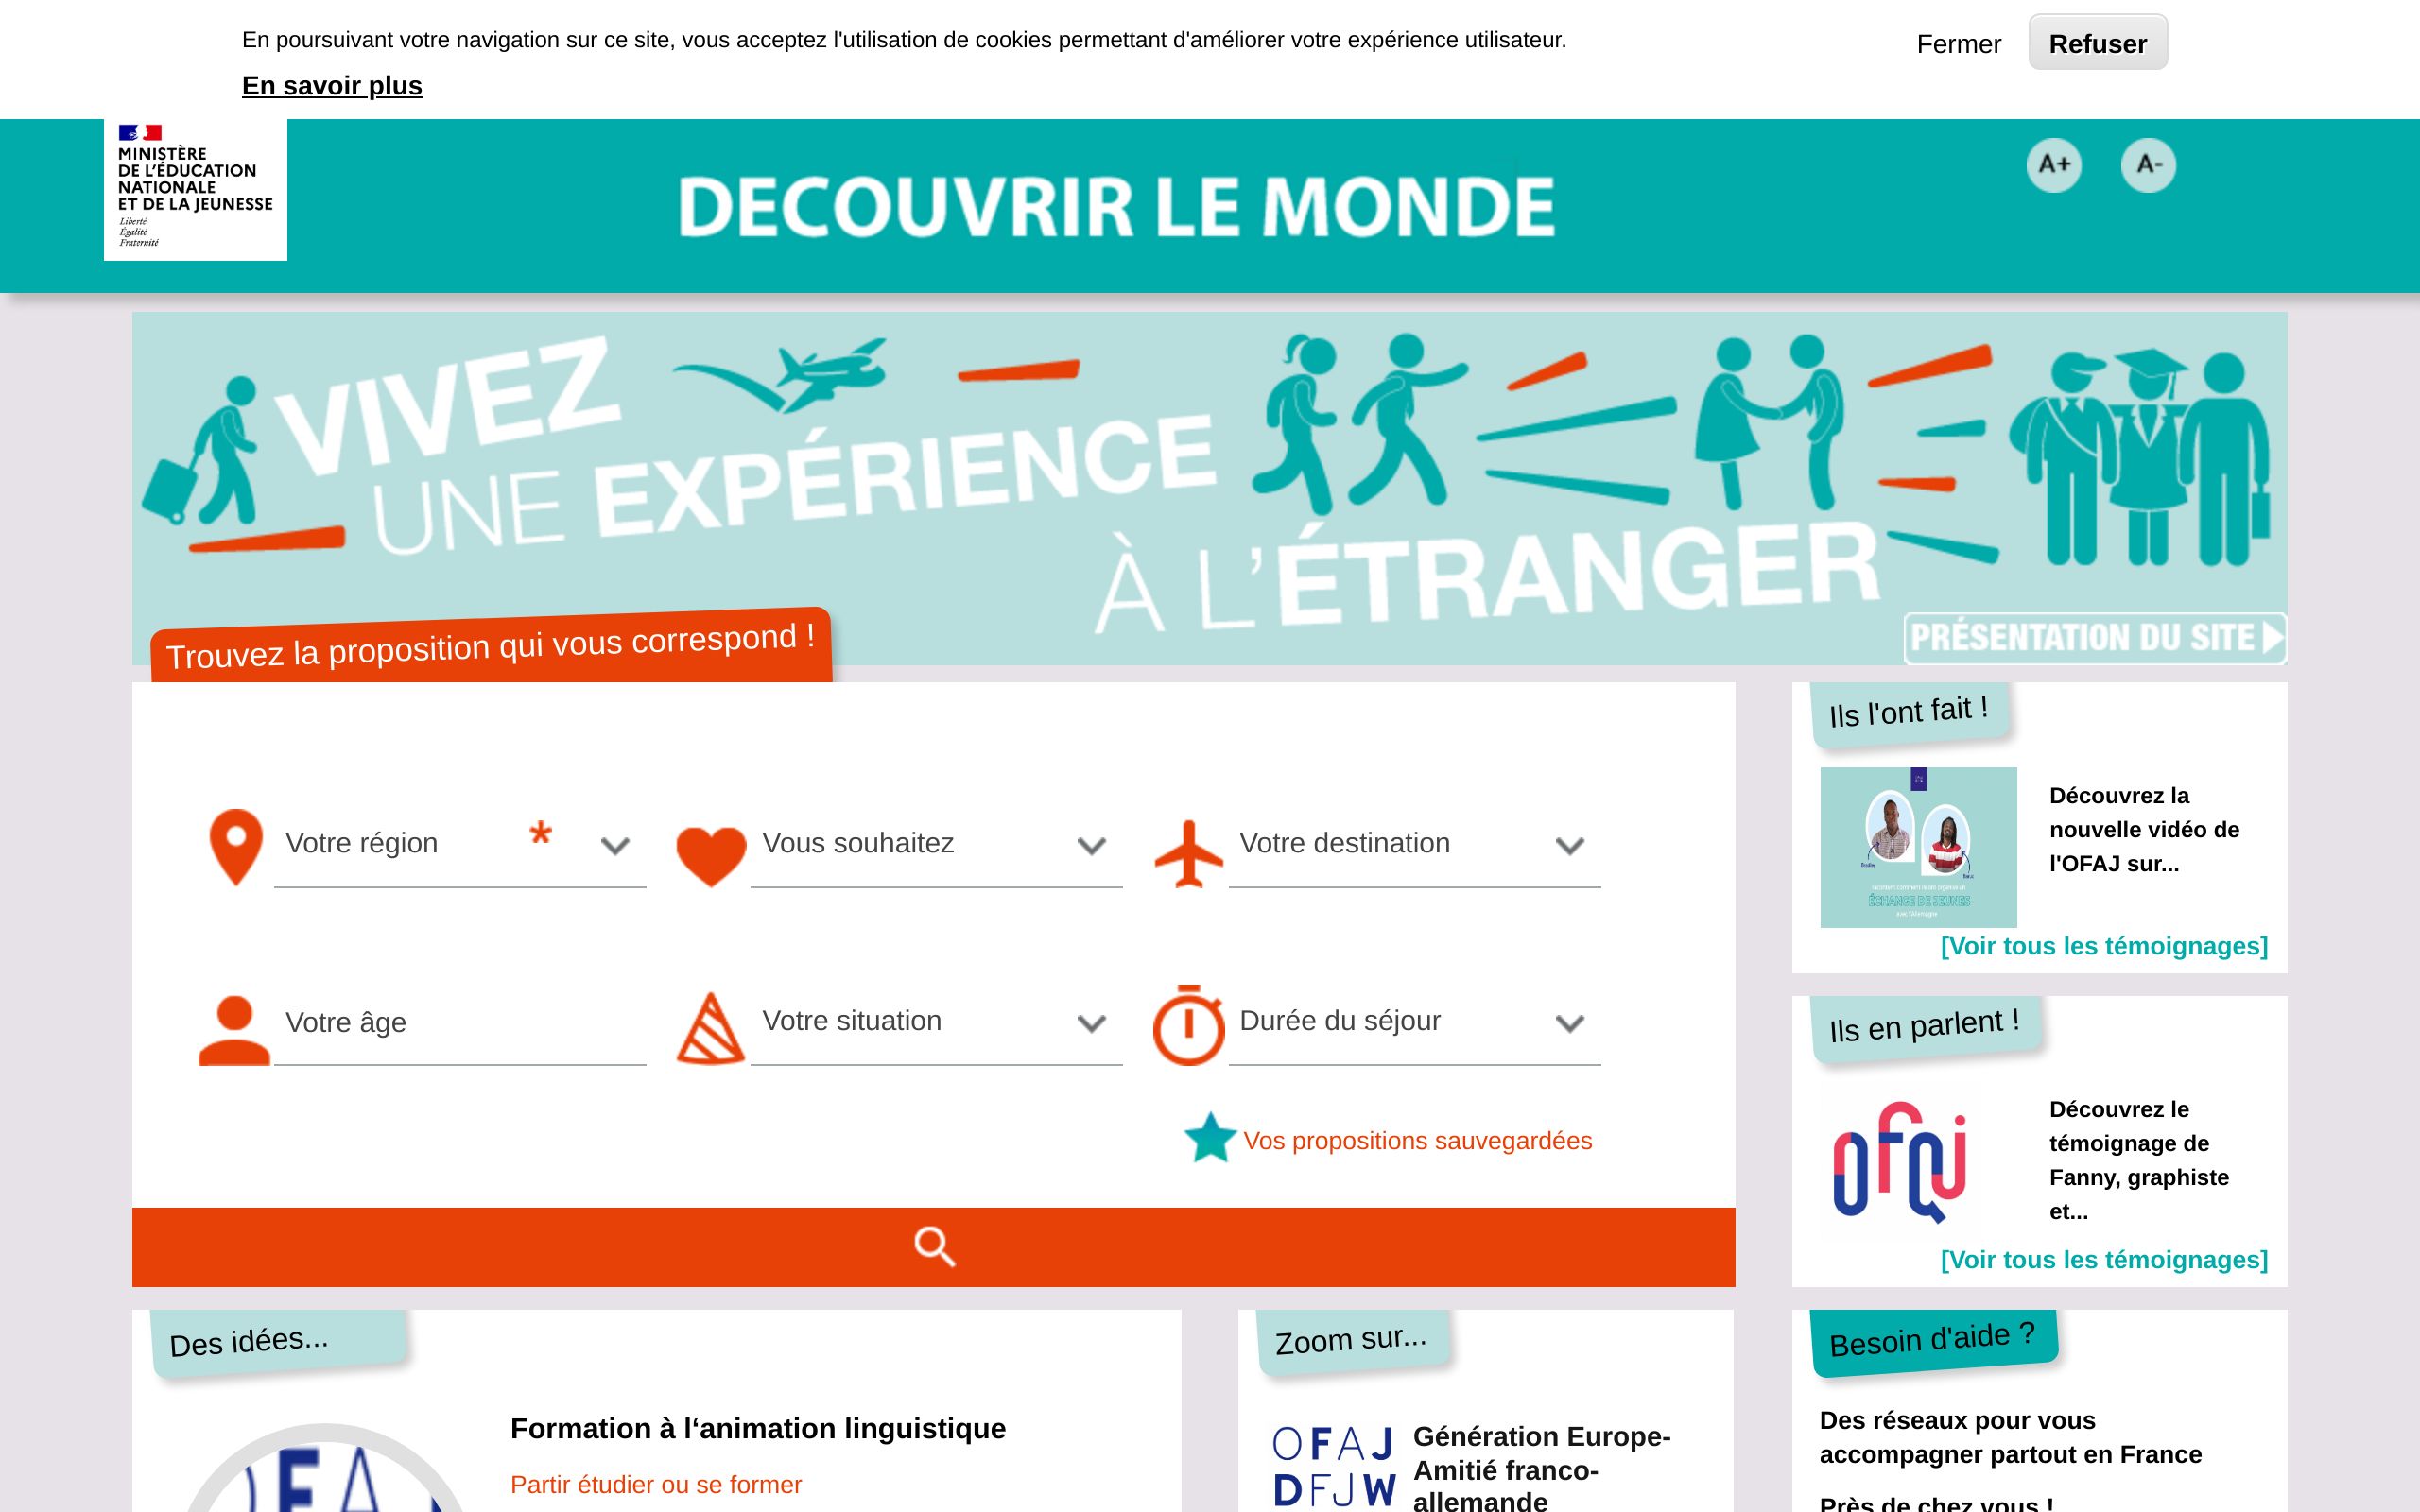 En poursuivant votre navigation sur ce site, vous acceptez l'utilisation de cookies permettant d'améliorer votre expérience utilisateur.
En savoir plus
Fermer
Refuser
MINISTÈRE
DE L'ÉDUCATION
NATIONALE
ET DE LA JEUNESSE
Liberté
Égalité
Fraternité
DECOUVRIR LE MONDE
A+
A-
VIVEZ
UNE EXPÉRIENCE
À L'ÉTRANGER
PRÉSENTATION DU SITE
Trouvez la proposition qui vous correspond !
Votre région *
Vous souhaitez
Votre destination
Votre âge
Votre situation
Durée du séjour
Vos propositions sauvegardées
Ils l'ont fait !
ÉCHANGE DE JEUNES
avec l'Allemagne
Découvrez la
nouvelle vidéo de
l'OFAJ sur...
[Voir tous les témoignages]
Ils en parlent !
ofqj
Découvrez le
témoignage de
Fanny, graphiste
et...
[Voir tous les témoignages]
Des idées...
Formation à l‘animation linguistique
Partir étudier ou se former
Zoom sur...
OFAJ
DFJW
Génération Europe-
Amitié franco-
allemande
Besoin d'aide ?
Des réseaux pour vous
accompagner partout en France
Près de chez vous !